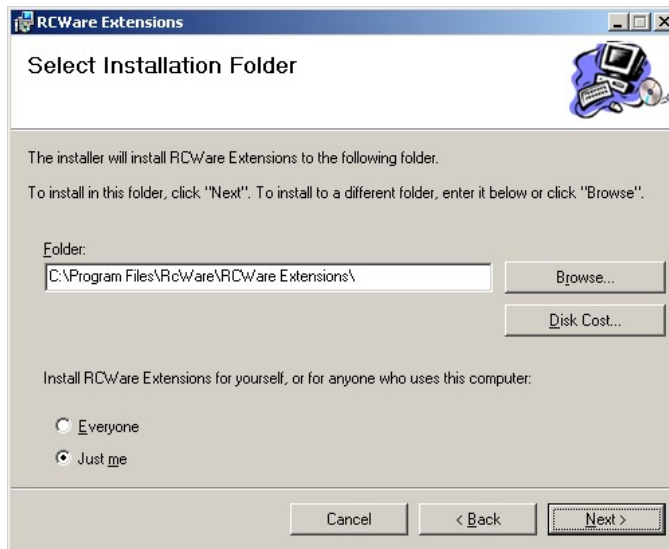 RCWare Extensions
Select Installation Folder
The installer will install RCWare Extensions to the following folder.
To install in this folder, click "Next". To install to a different folder, enter it below or click "Browse".
Folder:
C:\Program Files\RcWare\RCWare Extensions\
Browse...
Disk Cost...
Install RCWare Extensions for yourself, or for anyone who uses this computer:
Everyone
Just me
Cancel
< Back
Next >